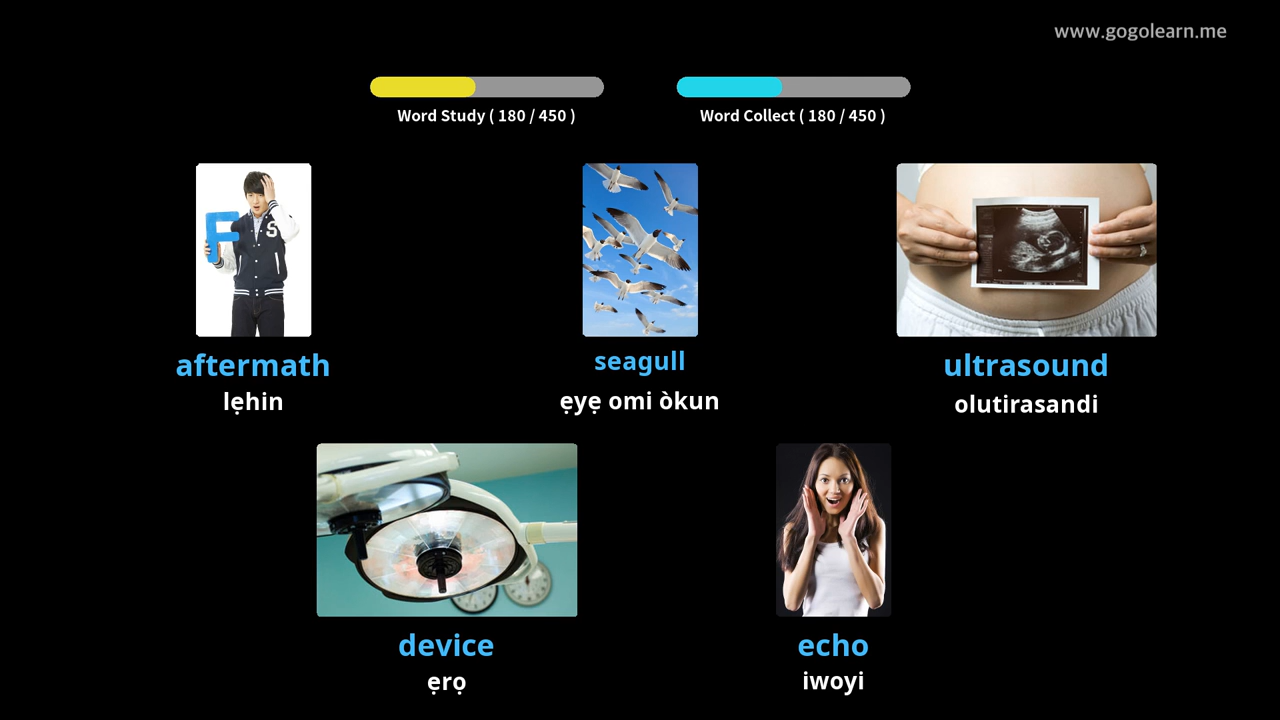 www.gogolearn.me
Word Study ( 180 / 450 )
Word Collect ( 180 / 450 )
F
S
aftermath
lẹhin
seagull
ẹyẹ omi òkun
ultrasound
olutirasandi
device
ẹrọ
echo
iwoyi